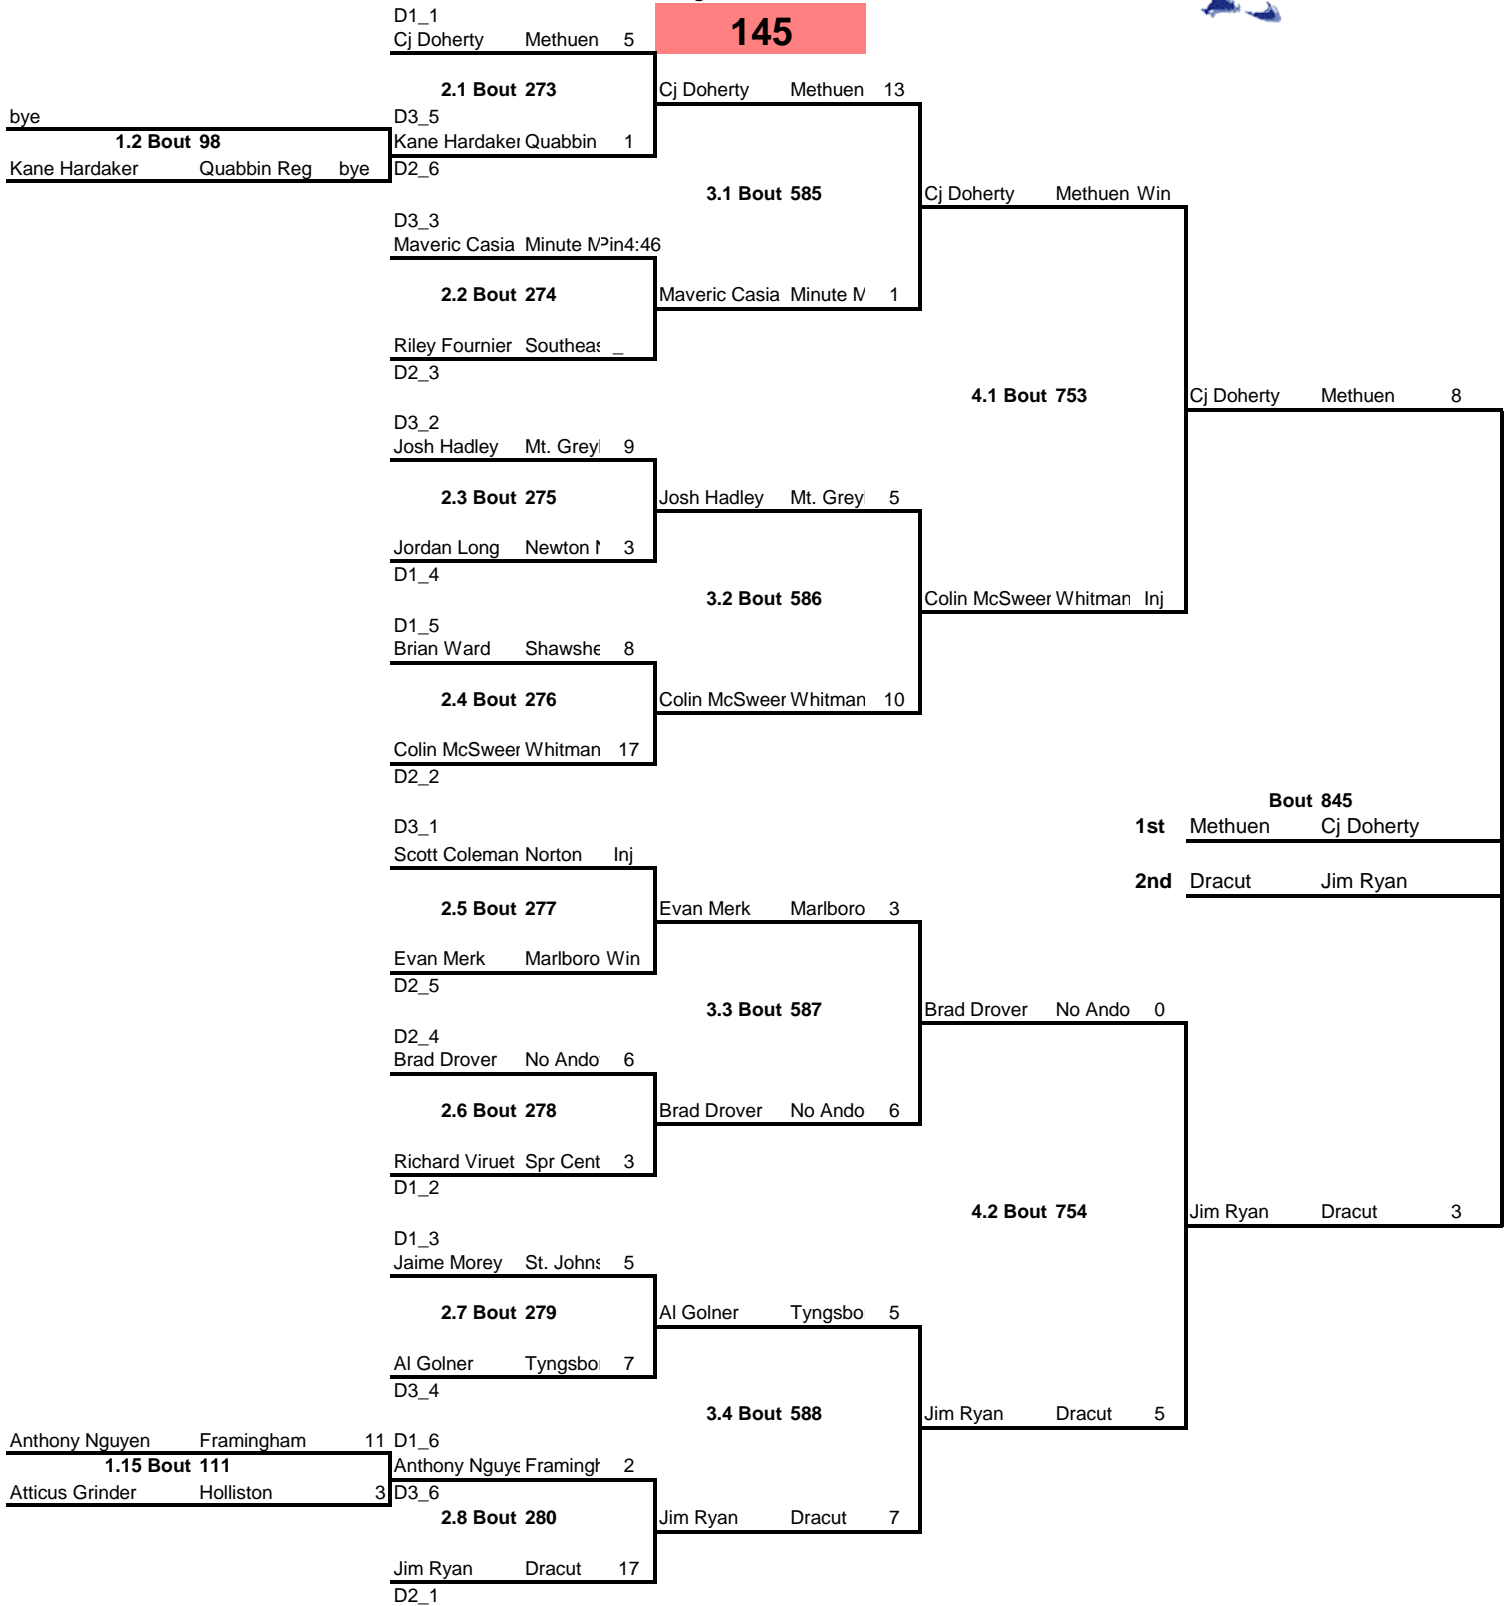 D1_1
145
Cj Doherty Methuen 5
2.1 Bout 273
Cj Doherty Methuen 13
bye
D3_5
1.2 Bout 98
Kane Hardaker Quabbin 1
Kane Hardaker Quabbin Reg bye
D2_6
3.1 Bout 585
Cj Doherty Methuen Win
D3_3
Maveric Casia Minute M Pin4:46
2.2 Bout 274
Maveric Casia Minute M 1
Riley Fournier Southeas _
D2_3
4.1 Bout 753
Cj Doherty Methuen 8
D3_2
Josh Hadley Mt. Grey 9
2.3 Bout 275
Josh Hadley Mt. Grey 5
Jordan Long Newton 3
D1_4
3.2 Bout 586
Colin McSweer Whitman Inj
D1_5
Brian Ward Shawshe 8
2.4 Bout 276
Colin McSweer Whitman 10
Colin McSweer Whitman 17
D2_2
Bout 845
D3_1
1st Methuen Cj Doherty
Scott Coleman Norton Inj
2nd Dracut Jim Ryan
2.5 Bout 277
Evan Merk Marlboro 3
Evan Merk Marlboro Win
D2_5
3.3 Bout 587
Brad Drover No Ando 0
D2_4
Brad Drover No Ando 6
2.6 Bout 278
Brad Drover No Ando 6
Richard Viruet Spr Cent 3
D1_2
4.2 Bout 754
Jim Ryan Dracut 3
D1_3
Jaime Morey St. Johns 5
2.7 Bout 279
Al Golner Tyngsbo 5
Al Golner Tyngsbo 7
D3_4
3.4 Bout 588
Jim Ryan Dracut 5
Anthony Nguyen Framingham 11
D1_6
1.15 Bout 111
Anthony Nguye Framingh 2
Atticus Grinder Holliston 3
D3_6
2.8 Bout 280
Jim Ryan Dracut 7
Jim Ryan Dracut 17
D2_1